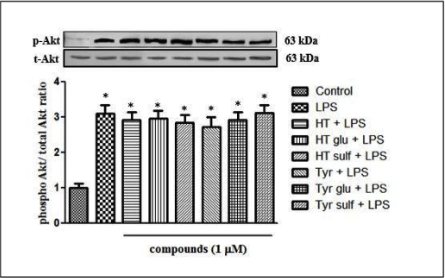 p-Akt 63 kDa
t-Akt 63 kDa
phospho Akt/ total Akt ratio
4
3
2
1
0
* * * * * * *
compounds (1 µM)
Control
LPS
HT + LPS
HT glu + LPS
HT sulf + LPS
Tyr + LPS
Tyr glu + LPS
Tyr sulf + LPS